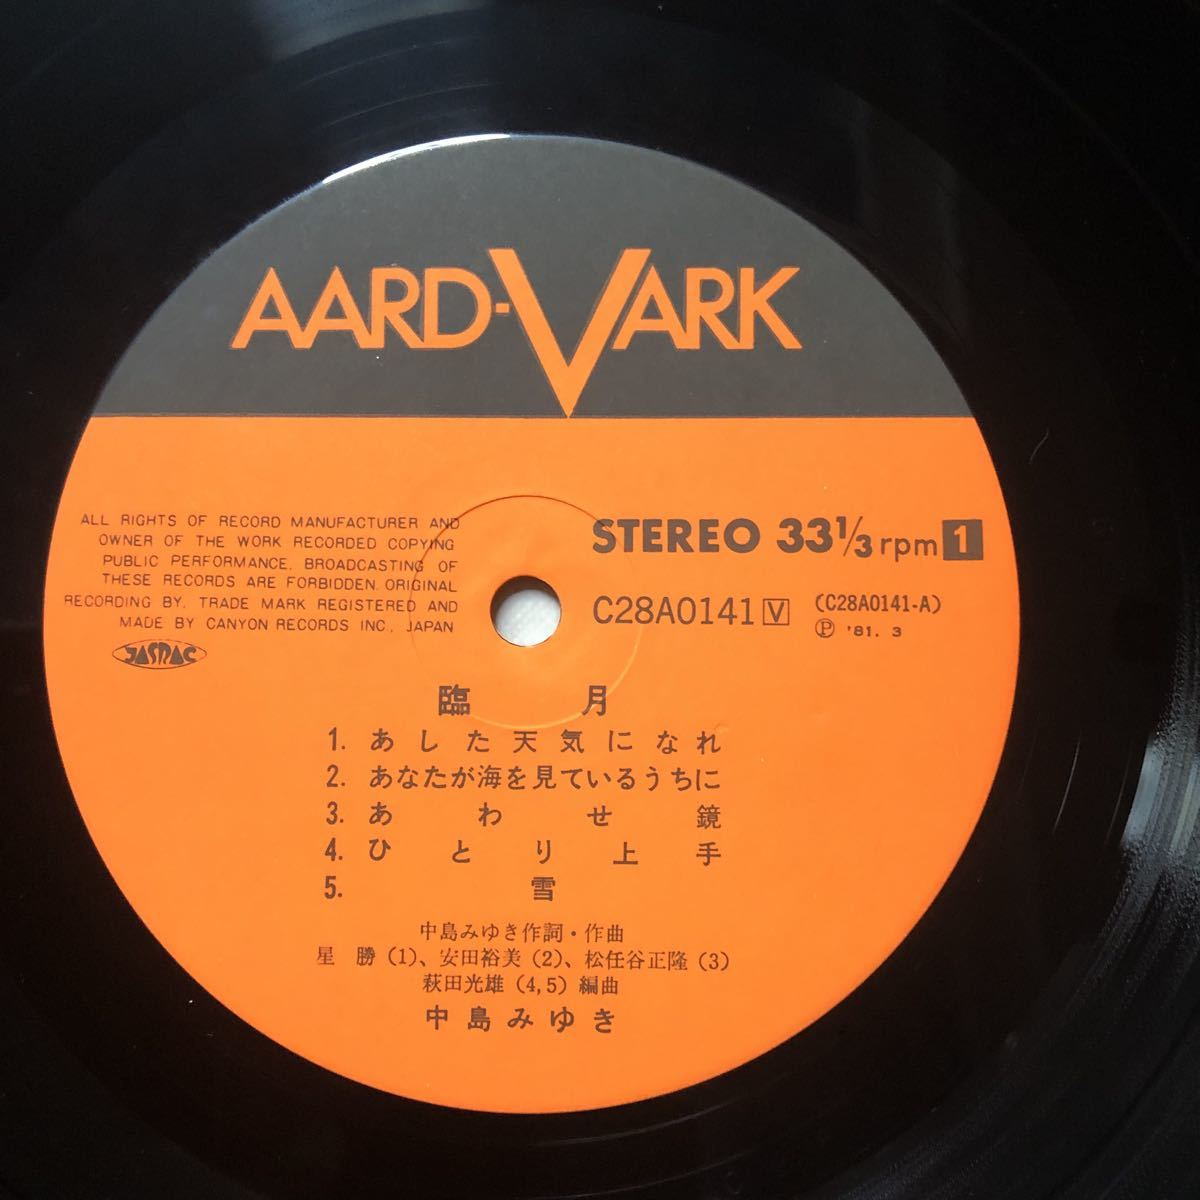 AARD-VARK
ALL RIGHTS OF RECORD MANUFACTURER AND
OWNER OF THE WORK RECORDED COPYING
PUBLIC PERFORMANCE, BROADCASTING OF
THESE RECORDS ARE FORBIDDEN. ORIGINAL
RECORDING BY, TRADE MARK REGISTERED AND
MADE BY CANYON RECORDS INC., JAPAN
JASRAC
STEREO 33⅓ rpm 1
C28A0141 V (C28A0141-A)
Ⓟ '81. 3
臨 月
1. あした天気になれ
2. あなたが海を見ているうちに
3. あわせ鏡
4. ひとり上手
5. 雪
中島みゆき作詞・作曲
星 勝(1)、安田裕美(2)、松任谷正隆(3)
萩田光雄(4,5)編曲
中島みゆき